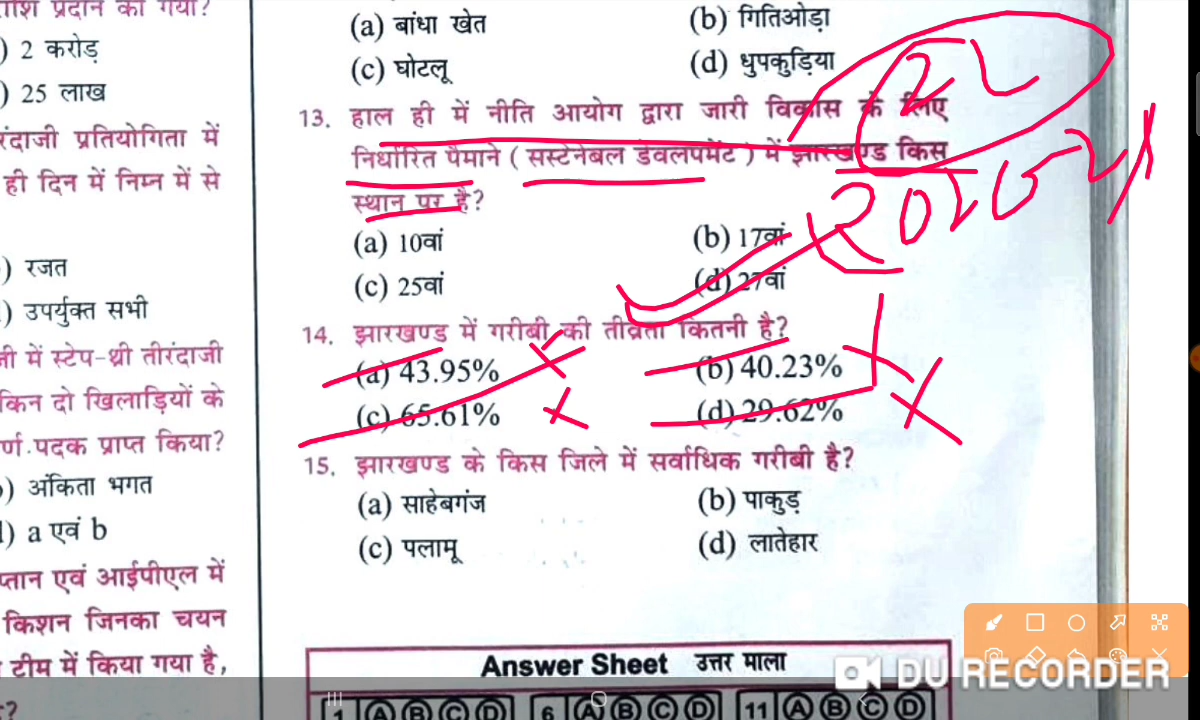 राशि प्रदान की गयी?
) 2 करोड़
) 25 लाख
रंदाजी प्रतियोगिता में
ही दिन में निम्न में से
) रजत
) उपर्युक्त सभी
जी में स्टेप-थ्री तीरंदाजी
किन दो खिलाड़ियों के
र्ण पदक प्राप्त किया?
) अंकिता भगत
) a एवं b
प्तान एवं आईपीएल में
किशन जिनका चयन
टीम में किया गया है,
?
(a) बांधा खेत (b) गितिओड़ा
(c) घोटलू (d) धुपकुड़िया
13. हाल ही में नीति आयोग द्वारा जारी विकास के लिए
निर्धारित पैमाने ( सस्टेनेबल डेवलपमेंट ) में झारखण्ड किस
स्थान पर है?
(a) 10वां (b) 17वां
(c) 25वां (d) 27वां
14. झारखण्ड में गरीबी की तीव्रता कितनी है?
(a) 43.95% (b) 40.23%
(c) 65.61% (d) 29.62%
15. झारखण्ड के किस जिले में सर्वाधिक गरीबी है?
(a) साहेबगंज (b) पाकुड़
(c) पलामू (d) लातेहार
Answer Sheet उत्तर माला
1 A B C D 6 A B C D 11 A B C D
DU RECORDER